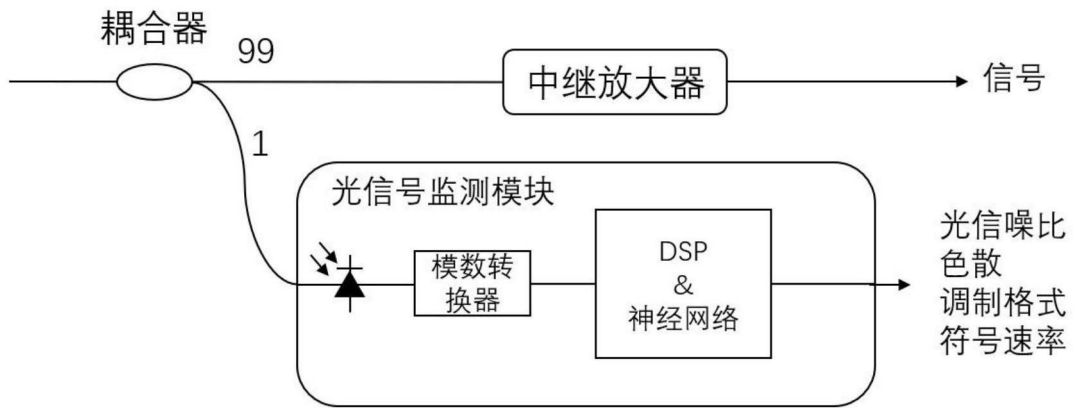 耦合器
99
中继放大器
信号
1
光信号监测模块
模数转
换器
DSP
&
神经网络
光信噪比
色散
调制格式
符号速率